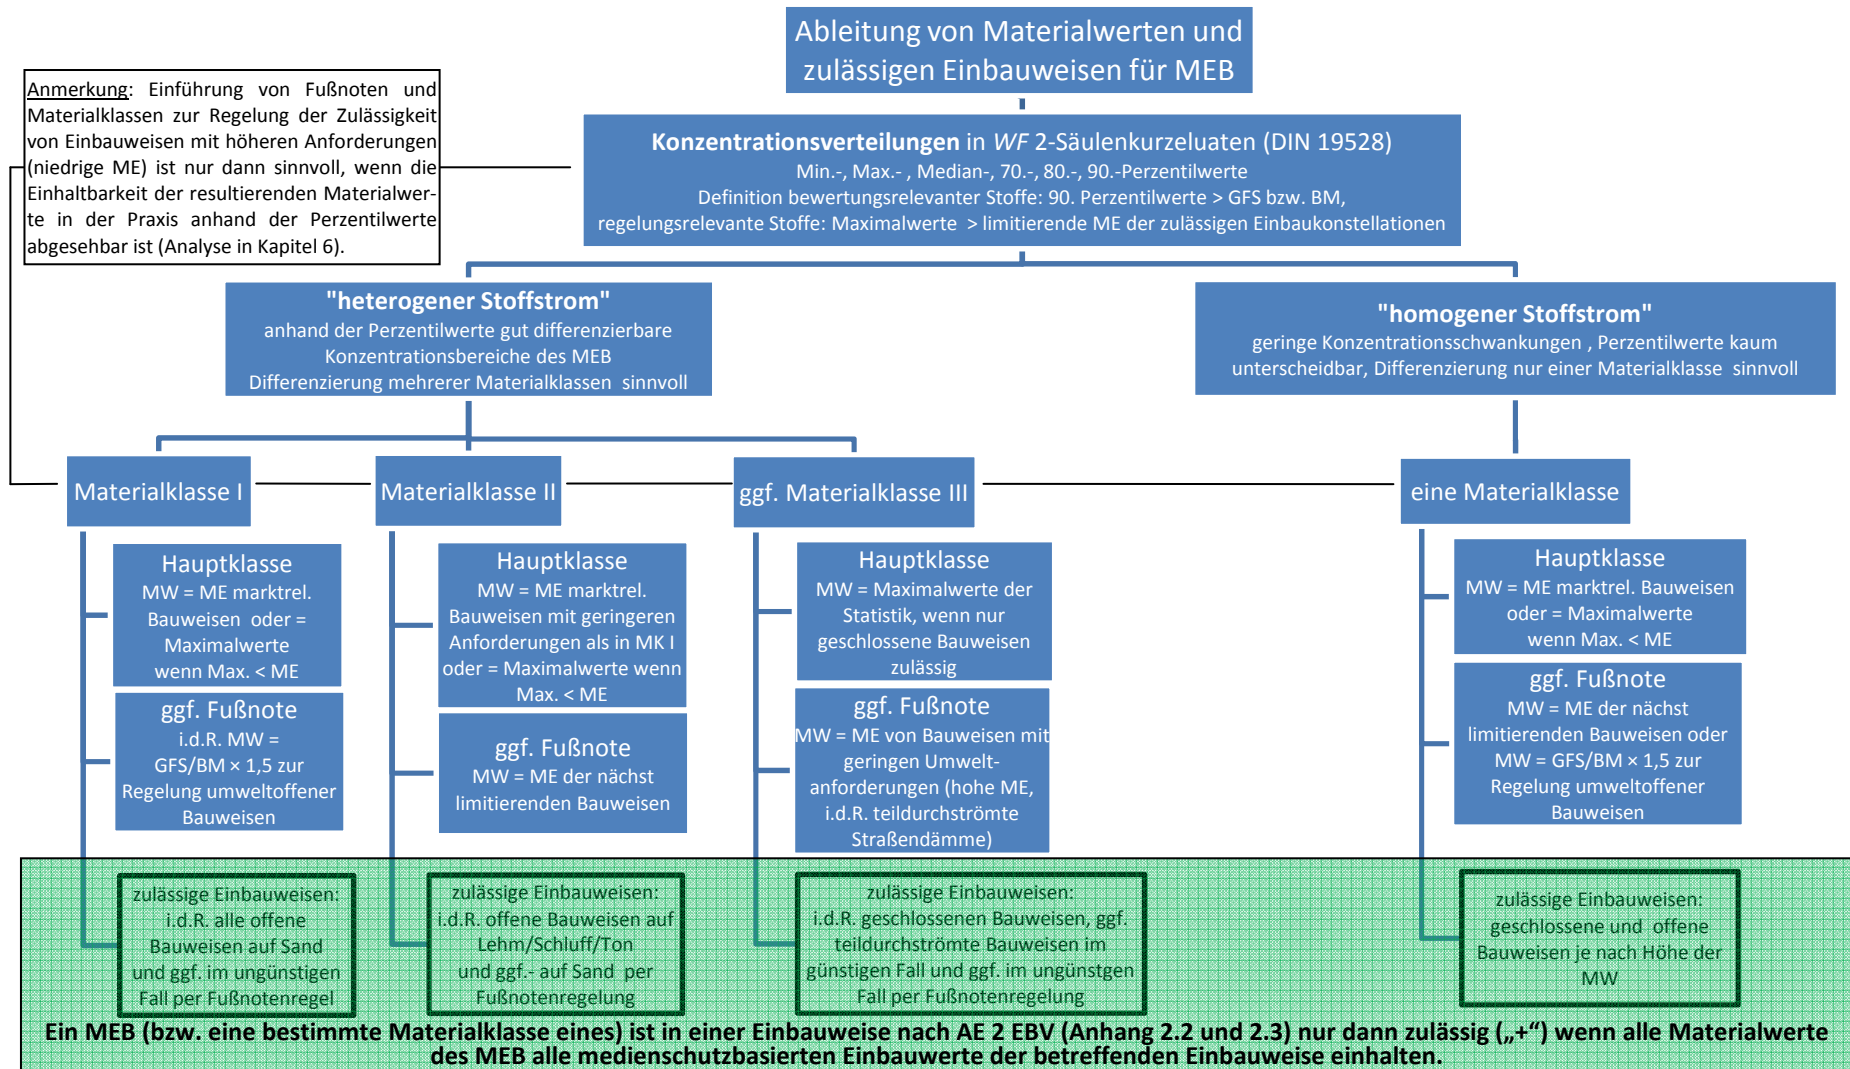 Ableitung von Materialwerten und
zulässigen Einbauweisen für MEB
Anmerkung: Einführung von Fußnoten und
Materialklassen zur Regelung der Zulässigkeit
von Einbauweisen mit höheren Anforderungen
(niedrige ME) ist nur dann sinnvoll, wenn die
Einhaltbarkeit der resultierenden Materialwer-
te in der Praxis anhand der Perzentilwerte
abgesehbar ist (Analyse in Kapitel 6).
Konzentrationsverteilungen in WF 2-Säulenkurzeluaten (DIN 19528)
Min.-, Max.- , Median-, 70.-, 80.-, 90.-Perzentilwerte
Definition bewertungsrelevanter Stoffe: 90. Perzentilwerte > GFS bzw. BM,
regelungsrelevante Stoffe: Maximalwerte > limitierende ME der zulässigen Einbaukonstellationen
"heterogener Stoffstrom"
anhand der Perzentilwerte gut differenzierbare
Konzentrationsbereiche des MEB
Differenzierung mehrerer Materialklassen sinnvoll
"homogener Stoffstrom"
geringe Konzentrationsschwankungen , Perzentilwerte kaum
unterscheidbar, Differenzierung nur einer Materialklasse sinnvoll
Materialklasse I
Materialklasse II
ggf. Materialklasse III
eine Materialklasse
Hauptklasse
MW = ME marktrel.
Bauweisen oder =
Maximalwerte
wenn Max. < ME
ggf. Fußnote
i.d.R. MW =
GFS/BM × 1,5 zur
Regelung umweltoffener
Bauweisen
Hauptklasse
MW = ME marktrel.
Bauweisen mit geringeren
Anforderungen als in MK I
oder = Maximalwerte wenn
Max. < ME
ggf. Fußnote
MW = ME der nächst
limitierenden Bauweisen
Hauptklasse
MW = Maximalwerte der
Statistik, wenn nur
geschlossene Bauweisen
zulässig
ggf. Fußnote
MW = ME von Bauweisen mit
geringen Umwelt-
anforderungen (hohe ME,
i.d.R. teildurchströmte
Straßendämme)
Hauptklasse
MW = ME marktrel. Bauweisen
oder = Maximalwerte
wenn Max. < ME
ggf. Fußnote
MW = ME der nächst
limitierenden Bauweisen oder
MW = GFS/BM × 1,5 zur
Regelung umweltoffener
Bauweisen
zulässige Einbauweisen:
i.d.R. alle offene
Bauweisen auf Sand
und ggf. im ungünstigen
Fall per Fußnotenregel
zulässige Einbauweisen:
i.d.R. offene Bauweisen auf
Lehm/Schluff/Ton
und ggf.- auf Sand per
Fußnotenregelung
zulässige Einbauweisen:
i.d.R. geschlossenen Bauweisen, ggf.
teildurchströmte Bauweisen im
günstigen Fall und ggf. im ungünstgen
Fall per Fußnotenregelung
zulässige Einbauweisen:
geschlossene und offene
Bauweisen je nach Höhe der
MW
Ein MEB (bzw. eine bestimmte Materialklasse eines) ist in einer Einbauweise nach AE 2 EBV (Anhang 2.2 und 2.3) nur dann zulässig („+“) wenn alle Materialwerte
des MEB alle medienschutzbasierten Einbauwerte der betreffenden Einbauweise einhalten.